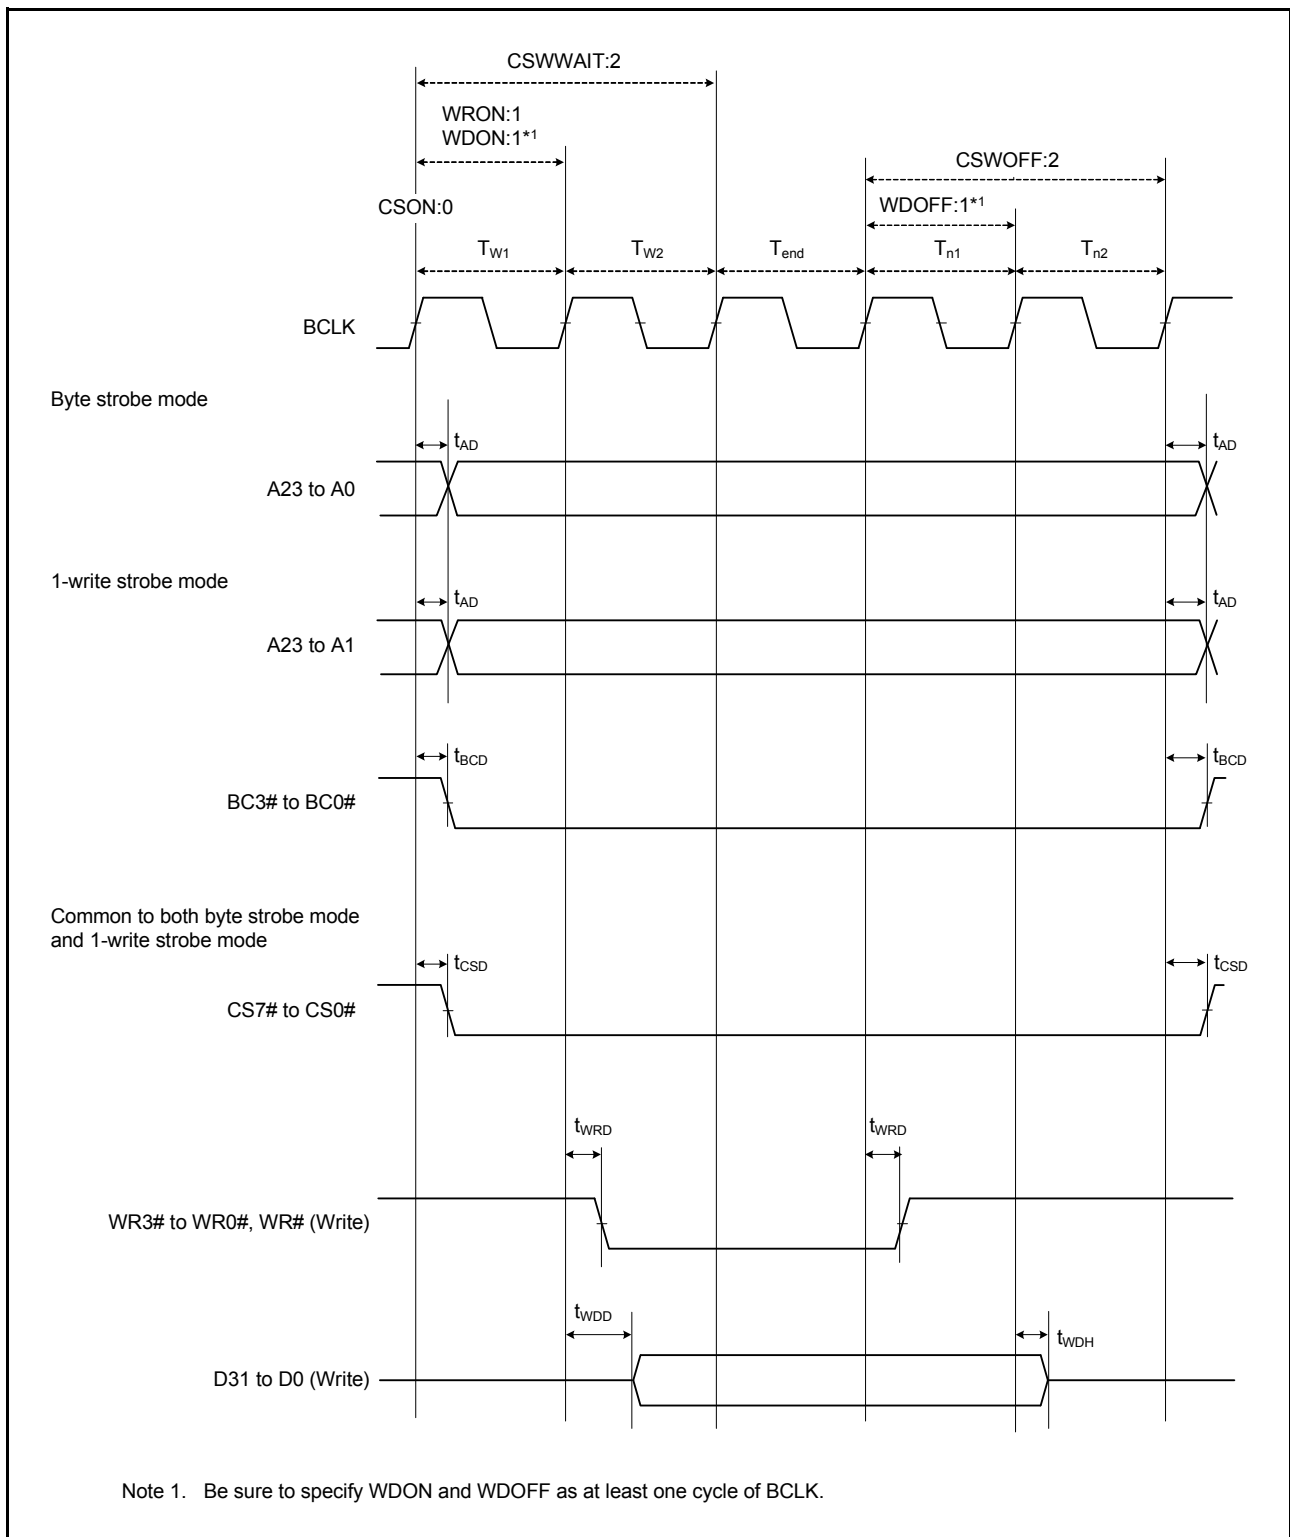 CSWWAIT:2
WRON:1
WDON:1*1
CSWOFF:2
CSON:0
WDOFF:1*1
TW1 TW2 Tend Tn1 Tn2
BCLK
Byte strobe mode
tAD tAD
A23 to A0
1-write strobe mode
tAD tAD
A23 to A1
tBCD tBCD
BC3# to BC0#
Common to both byte strobe mode
and 1-write strobe mode
tCSD tCSD
CS7# to CS0#
tWRD tWRD
WR3# to WR0#, WR# (Write)
tWDD tWDH
D31 to D0 (Write)
Note 1. Be sure to specify WDON and WDOFF as at least one cycle of BCLK.